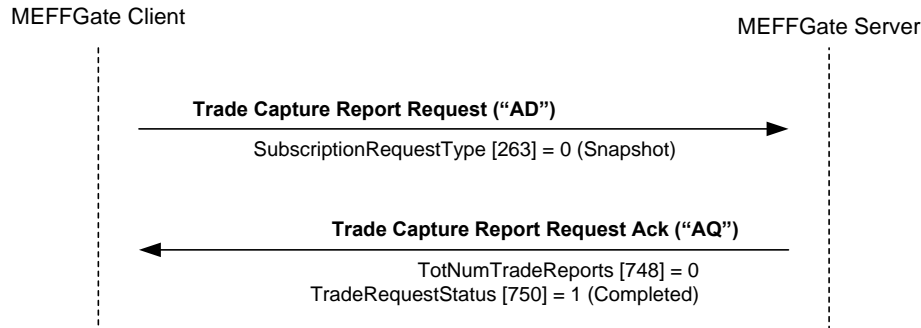 MEFFGate Client
MEFFGate Server
Trade Capture Report Request (“AD”)
SubscriptionRequestType [263] = 0 (Snapshot)
Trade Capture Report Request Ack (“AQ”)
TotNumTradeReports [748] = 0
TradeRequestStatus [750] = 1 (Completed)